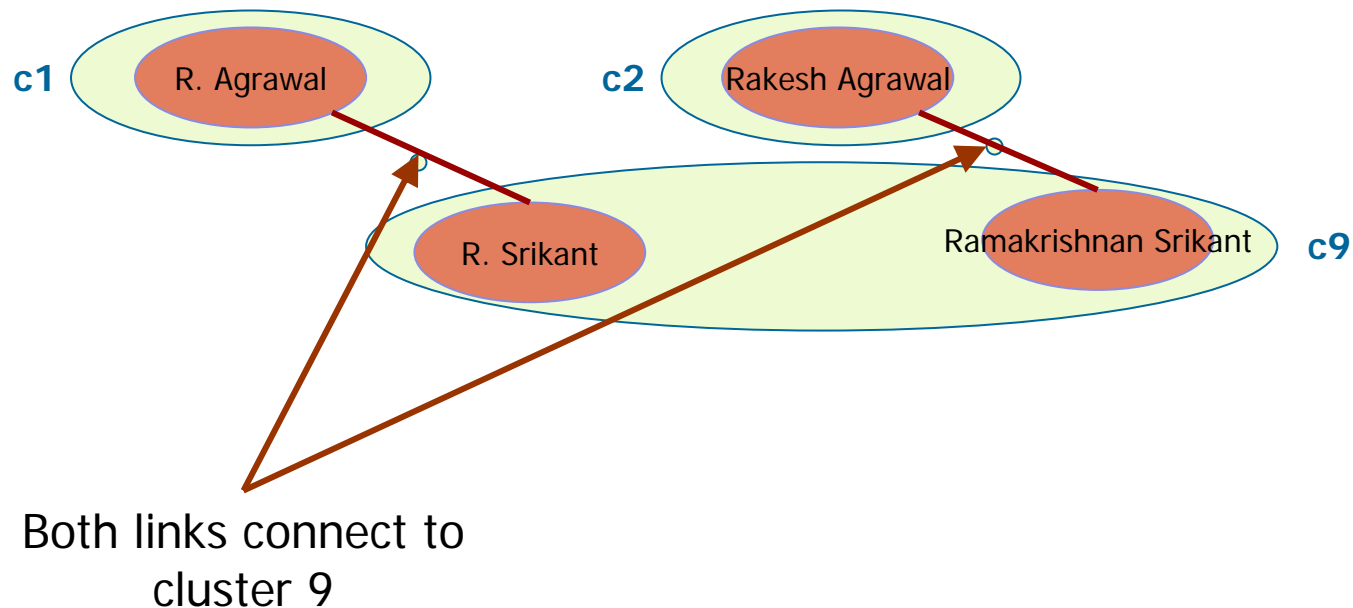 c1
R. Agrawal
c2
Rakesh Agrawal
R. Srikant
Ramakrishnan Srikant
c9
Both links connect to
cluster 9